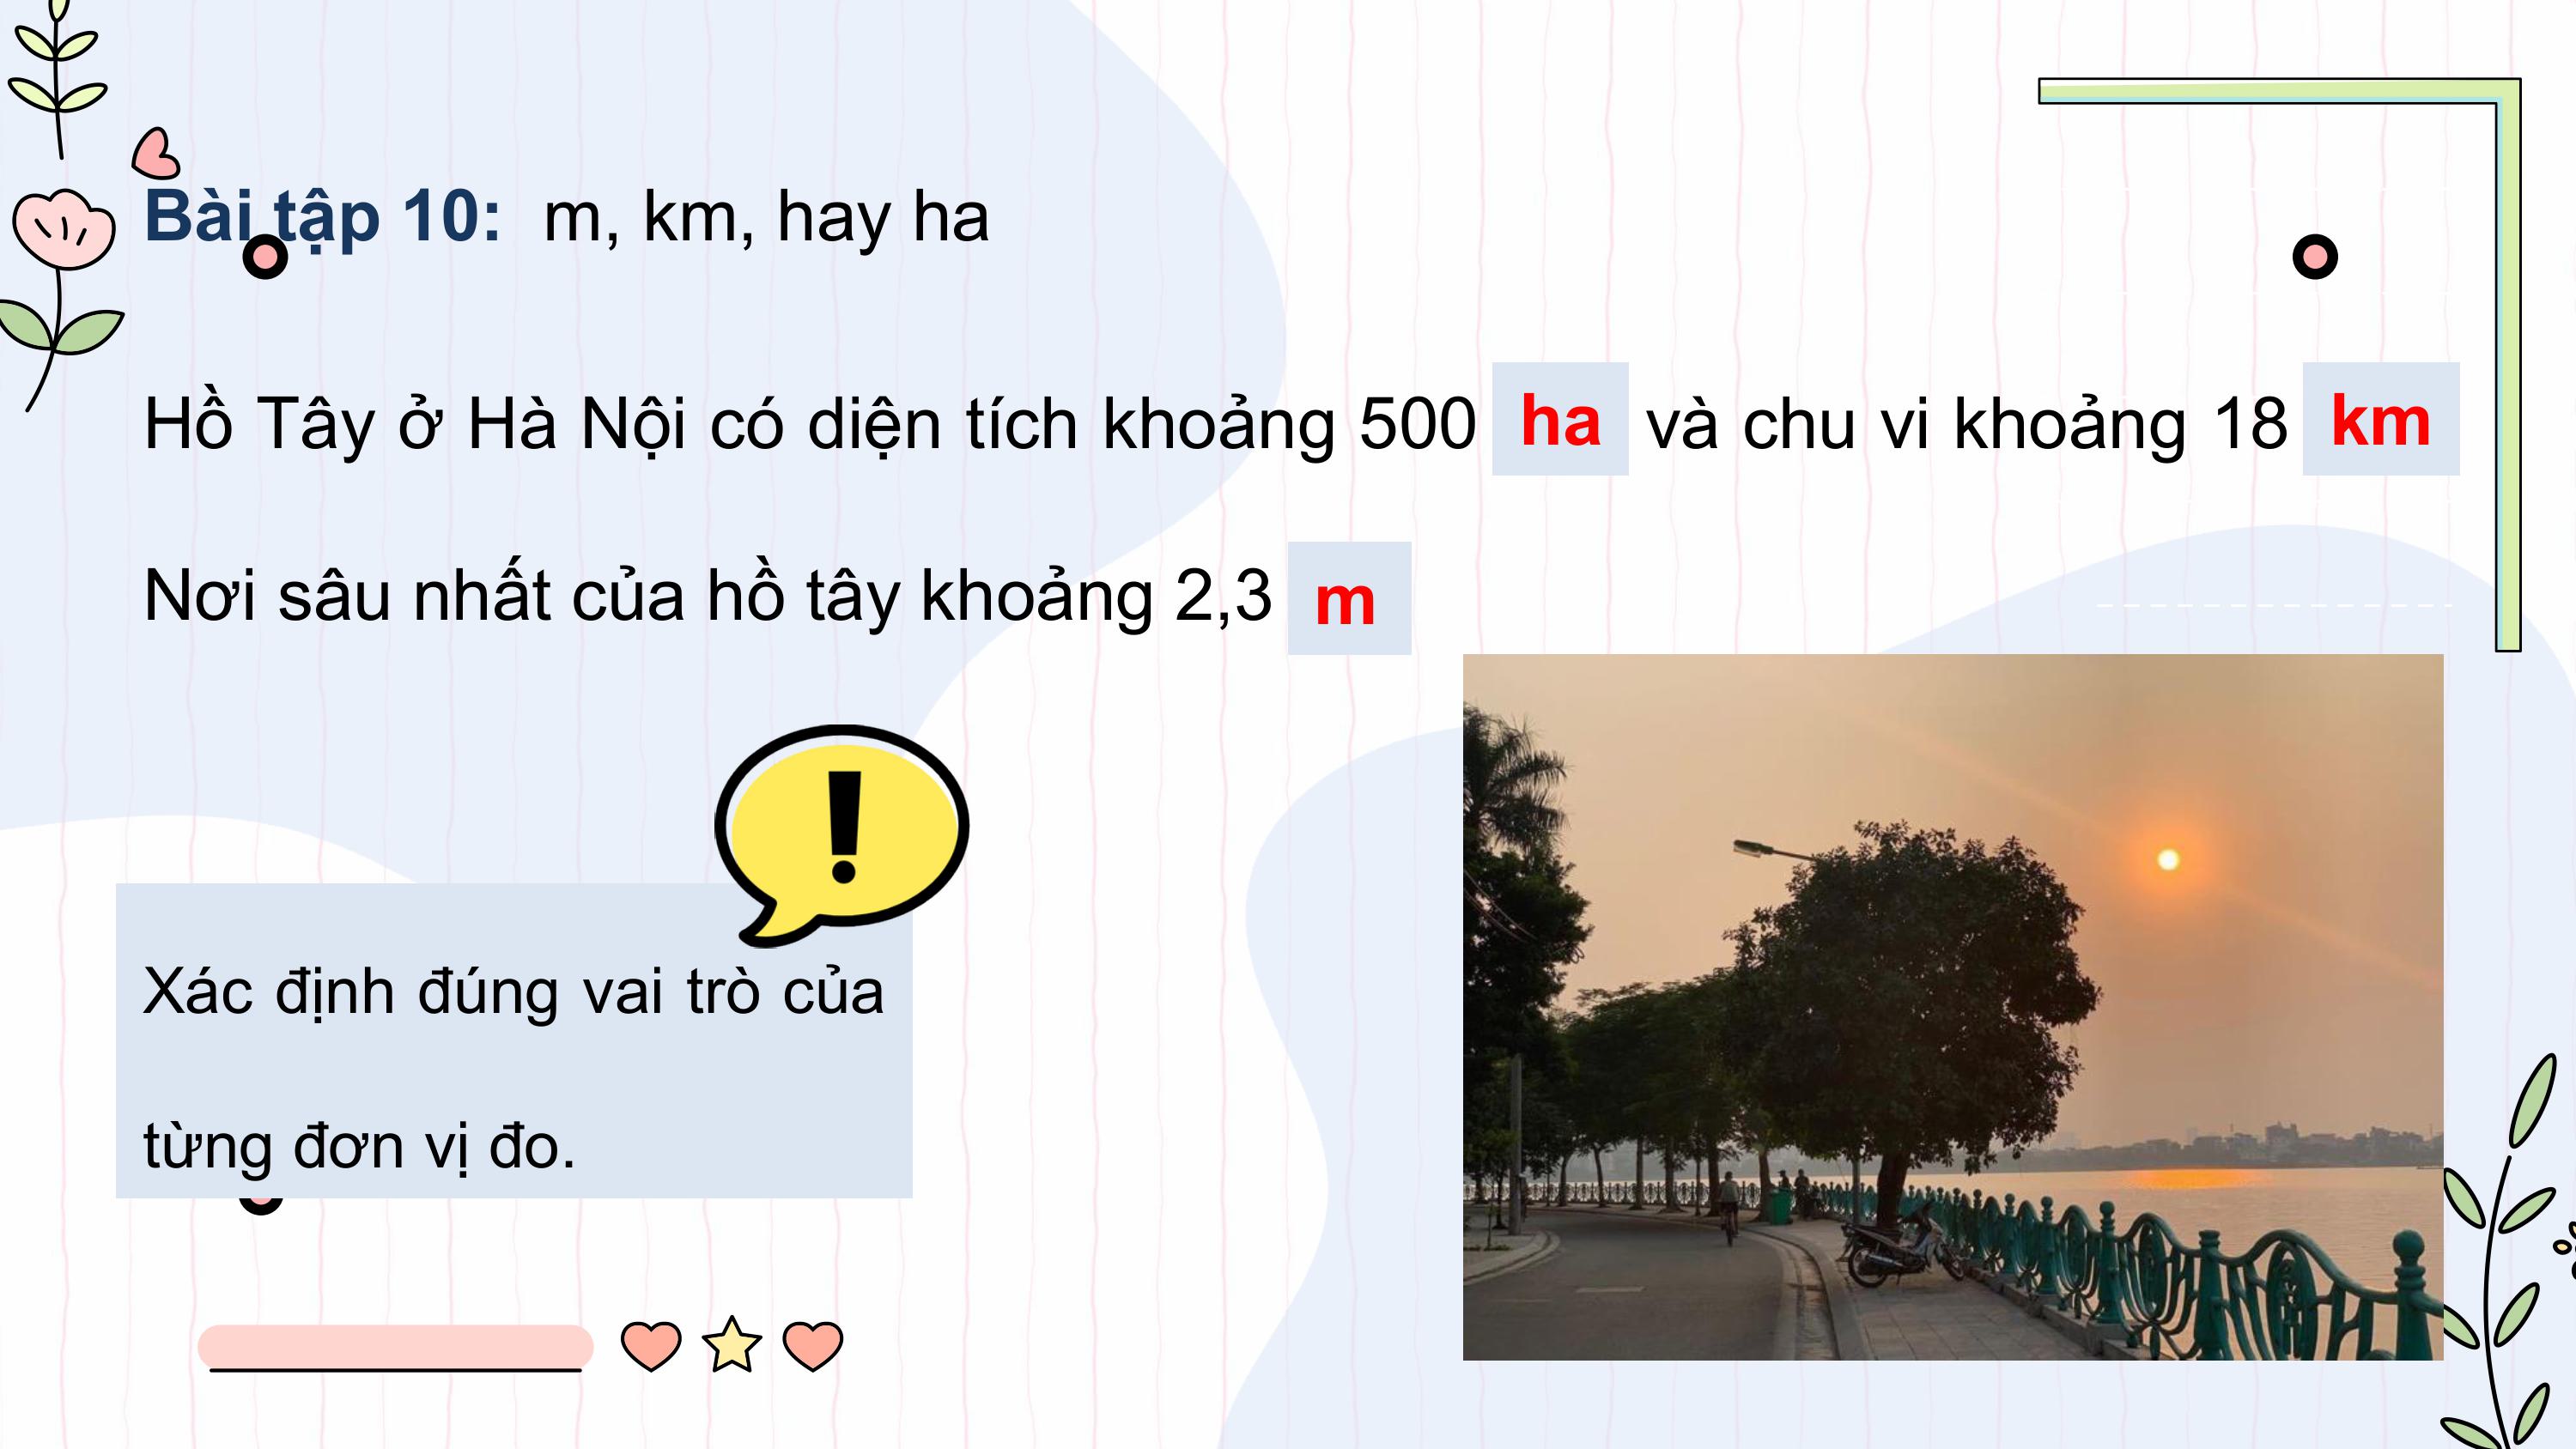 Bài tập 10: m, km, hay ha
Hồ Tây ở Hà Nội có diện tích khoảng 500 ha và chu vi khoảng 18 km
Nơi sâu nhất của hồ tây khoảng 2,3 m
!
Xác định đúng vai trò của
từng đơn vị đo.